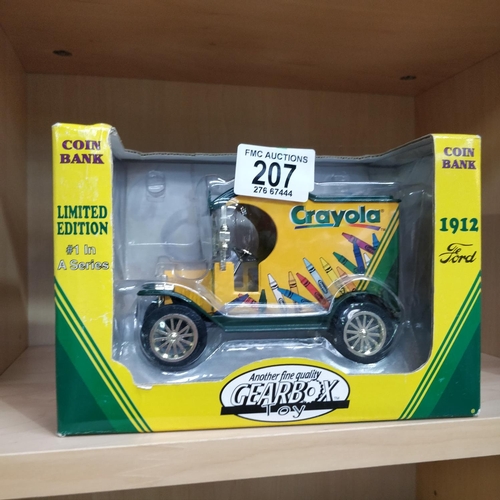 COIN
BANK
LIMITED
EDITION
#1 In
A Series
FMC AUCTIONS
207
276 67444
Crayola
COIN
BANK
1912
Ford
Another fine quality
GEARBOX
Toy